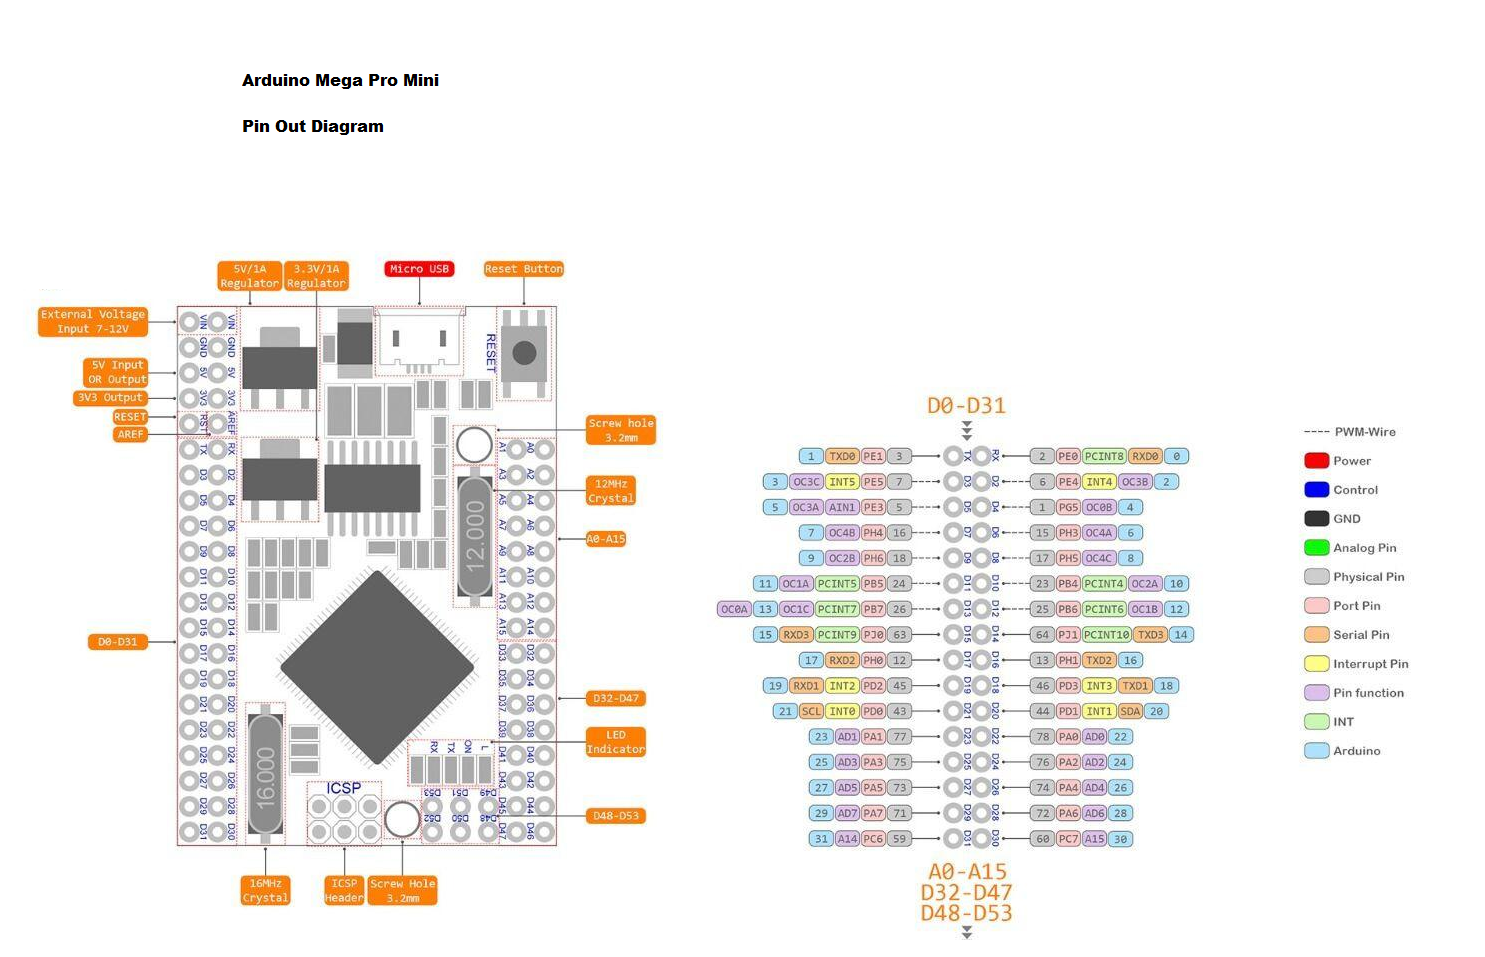 Arduino Mega Pro Mini
Pin Out Diagram
5V/1A
Regulator
3.3V/1A
Regulator
Micro USB
Reset Button
External Voltage
Input 7-12V
5V Input
OR Output
3V3 Output
RESET
AREF
D0-D31
VIN VIN
GND GND
5V 5V
3V3 3V3
RST AREF
TX RX
D3 D2
D5 D4
D7 D6
D9 D8
D11 D10
D13 D12
D15 D14
D17 D16
D19 D18
D21 D20
D23 D22
D25 D24
D27 D26
D29 D28
D31 D30
RESET
12.000
16.000
A1 A0
A3 A2
A5 A4
A7 A6
A9 A8
A11 A10
A13 A12
A15 A14
D33 D32
D35 D34
D37 D36
D39 D38
D41 D40
D43 D42
D45 D44
D47 D46
RX TX ON L
ICSP
D53 D51 D49
D52 D50 D48
Screw hole
3.2mm
12MHz
Crystal
A0-A15
D32-D47
LED
Indicator
D48-D53
16MHz
Crystal
ICSP
Header
Screw Hole
3.2mm
D0-D31
1 TXD0 PE1 3 TX RX 2 PE0 PCINT8 RXD0 0
3 OC3C INT5 PE5 7 D3 D2 6 PE4 INT4 OC3B 2
5 OC3A AIN1 PE3 5 D5 D4 1 PG5 OC0B 4
7 OC4B PH4 16 D7 D6 15 PH3 OC4A 6
9 OC2B PH6 18 D9 D8 17 PH5 OC4C 8
11 OC1A PCINT5 PB5 24 D11 D10 23 PB4 PCINT4 OC2A 10
OC0A 13 OC1C PCINT7 PB7 26 D13 D12 25 PB6 PCINT6 OC1B 12
15 RXD3 PCINT9 PJ0 63 D15 D14 64 PJ1 PCINT10 TXD3 14
17 RXD2 PH0 12 D17 D16 13 PH1 TXD2 16
19 RXD1 INT2 PD2 45 D19 D18 46 PD3 INT3 TXD1 18
21 SCL INT0 PD0 43 D21 D20 44 PD1 INT1 SDA 20
23 AD1 PA1 77 D23 D22 78 PA0 AD0 22
25 AD3 PA3 75 D25 D24 76 PA2 AD2 24
27 AD5 PA5 73 D27 D26 74 PA4 AD4 26
29 AD7 PA7 71 D29 D28 72 PA6 AD6 28
31 A14 PC6 59 D31 D30 60 PC7 A15 30
A0-A15
D32-D47
D48-D53
PWM-Wire
Power
Control
GND
Analog Pin
Physical Pin
Port Pin
Serial Pin
Interrupt Pin
Pin function
INT
Arduino